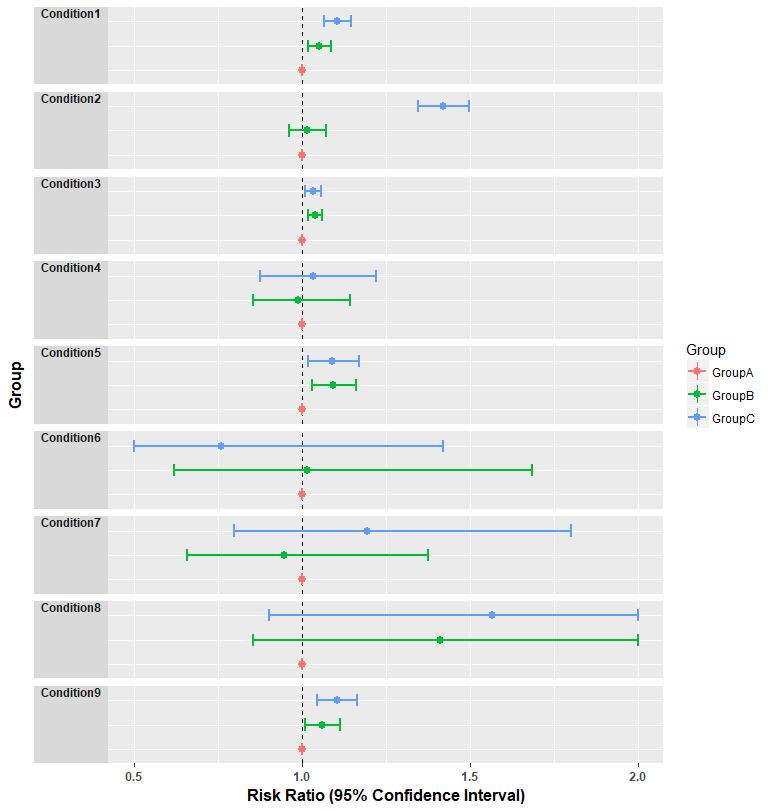 Condition1
Condition2
Condition3
Condition4
Condition5
Condition6
Condition7
Condition8
Condition9
Group
0.5 1.0 1.5 2.0
Risk Ratio (95% Confidence Interval)
Group
GroupA
GroupB
GroupC